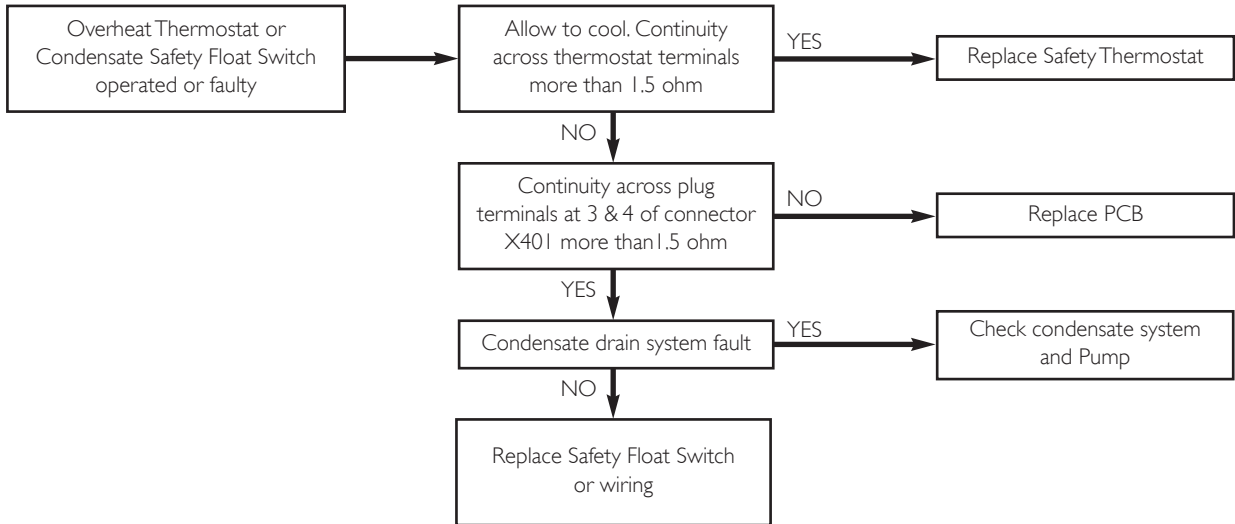 Overheat Thermostat or
Condensate Safety Float Switch
operated or faulty
Allow to cool. Continuity
across thermostat terminals
more than 1.5 ohm
YES
Replace Safety Thermostat
NO
Continuity across plug
terminals at 3 & 4 of connector
X401 more than1.5 ohm
NO
Replace PCB
YES
Condensate drain system fault
YES
Check condensate system
and Pump
NO
Replace Safety Float Switch
or wiring